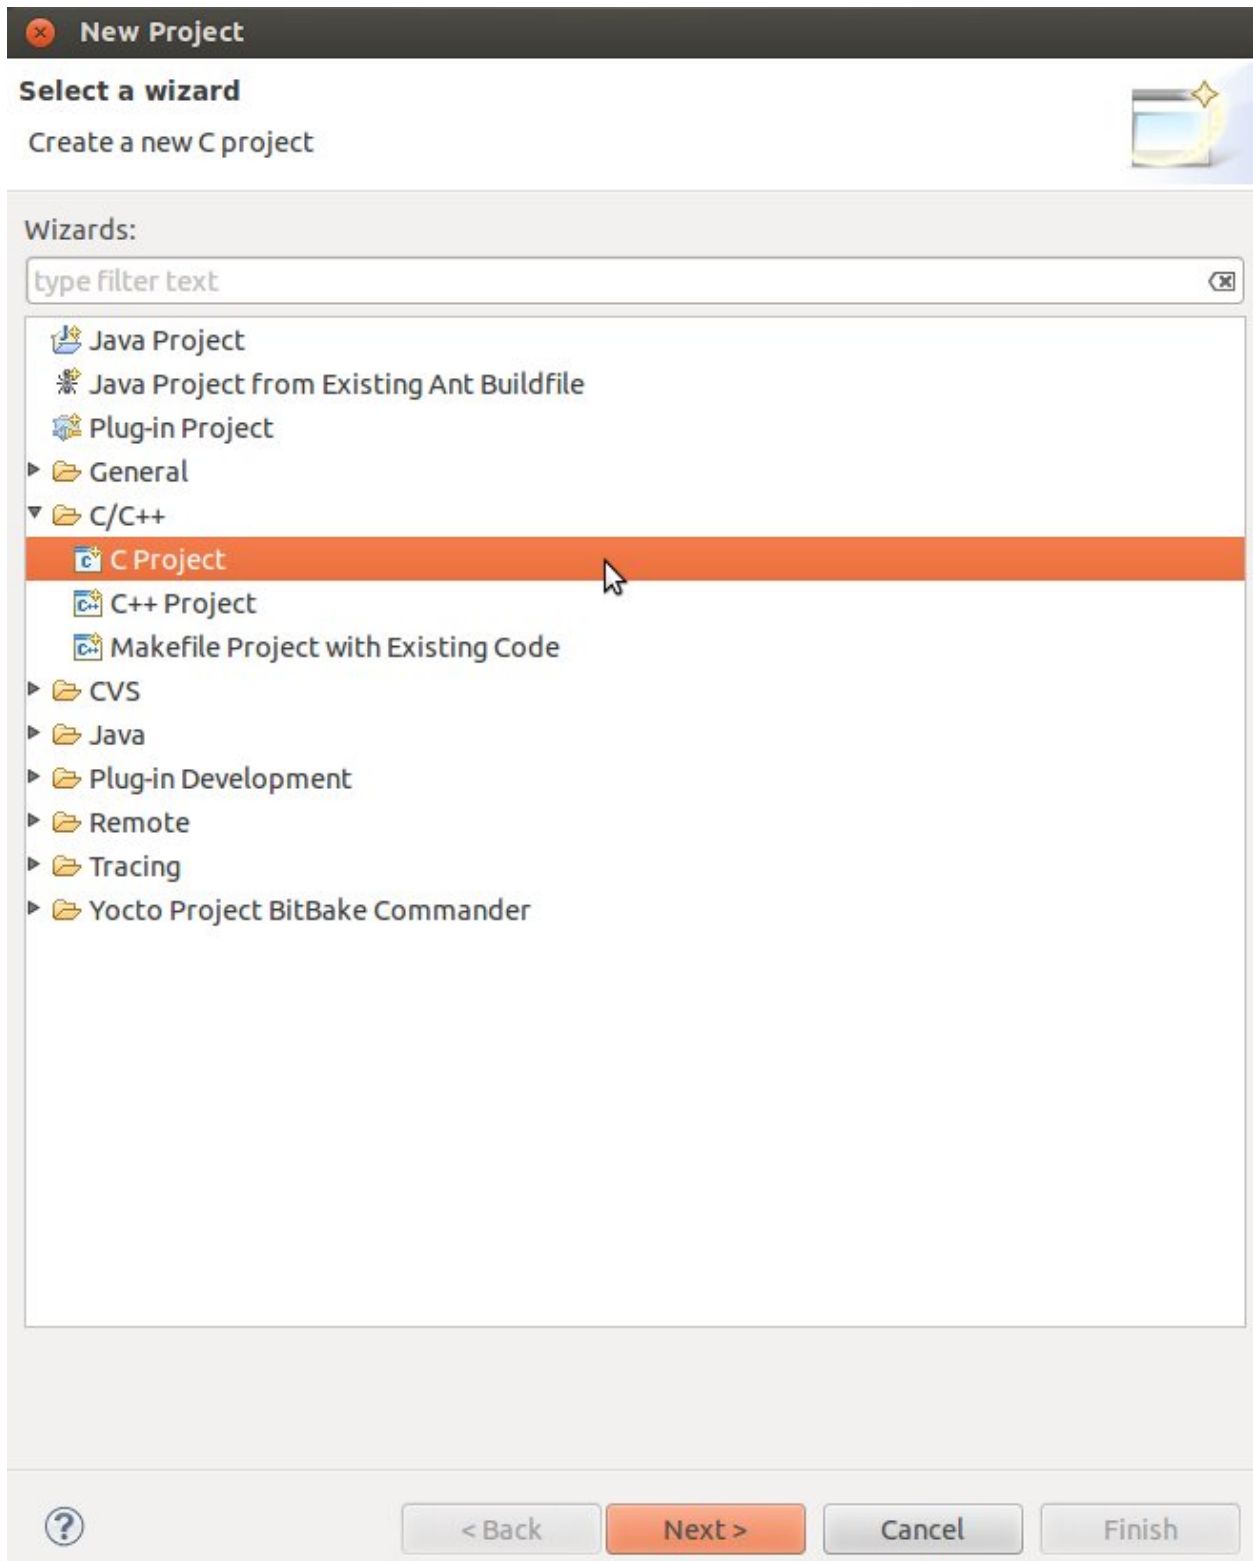 New Project
Select a wizard
Create a new C project
Wizards:
type filter text
Java Project
Java Project from Existing Ant Buildfile
Plug-in Project
General
C/C++
C Project
C++ Project
Makefile Project with Existing Code
CVS
Java
Plug-in Development
Remote
Tracing
Yocto Project BitBake Commander
< Back Next > Cancel Finish